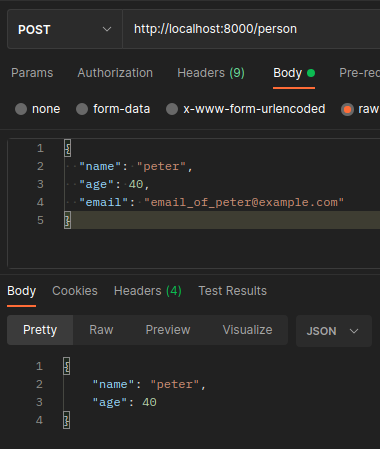 POST http://localhost:8000/person
Params Authorization Headers (9) Body Pre-rec
none form-data x-www-form-urlencoded raw
1 {
2 "name": "peter",
3 "age": 40,
4 "email": "email_of_peter@example.com"
5 }
Body Cookies Headers (4) Test Results
Pretty Raw Preview Visualize JSON
1 {
2 "name": "peter",
3 "age": 40
4 }